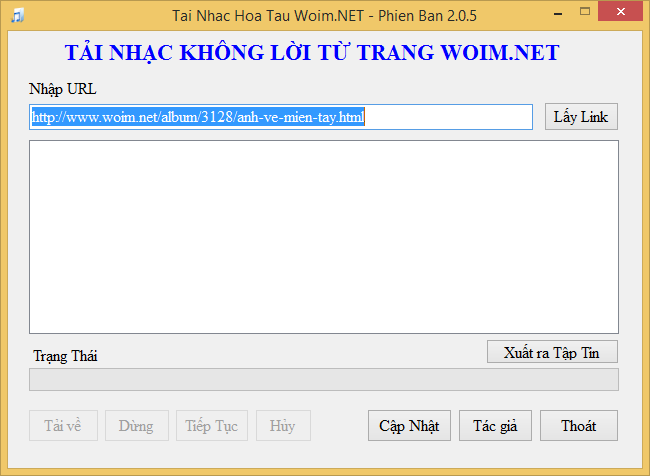 Tai Nhac Hoa Tau Woim.NET - Phien Ban 2.0.5
TẢI NHẠC KHÔNG LỜI TỪ TRANG WOIM.NET
Nhập URL
http://www.woim.net/album/3128/anh-ve-mien-tay.html
Lấy Link
Xuất ra Tập Tin
Trạng Thái
Tải về
Dừng
Tiếp Tục
Hủy
Cập Nhật
Tác giả
Thoát